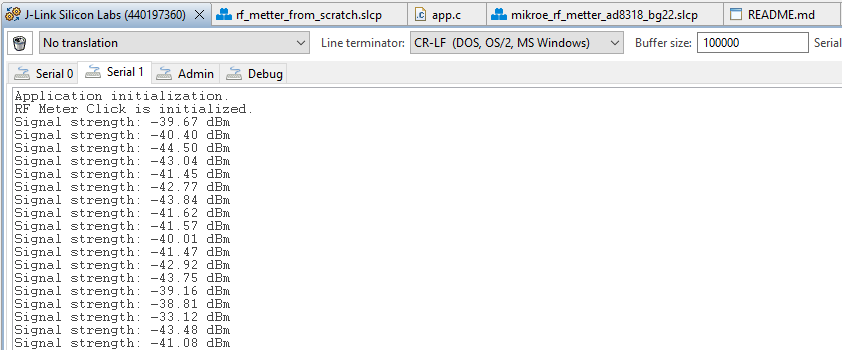 J-Link Silicon Labs (440197360) rf_metter_from_scratch.slcp app.c mikroe_rf_metter_ad8318_bg22.slcp README.md
No translation Line terminator: CR-LF (DOS, OS/2, MS Windows) Buffer size: 100000 Serial
Serial 0 Serial 1 Admin Debug
Application initialization.
RF Meter Click is initialized.
Signal strength: -39.67 dBm
Signal strength: -40.40 dBm
Signal strength: -44.50 dBm
Signal strength: -43.04 dBm
Signal strength: -41.45 dBm
Signal strength: -42.77 dBm
Signal strength: -43.84 dBm
Signal strength: -41.62 dBm
Signal strength: -41.57 dBm
Signal strength: -40.01 dBm
Signal strength: -41.47 dBm
Signal strength: -42.92 dBm
Signal strength: -43.75 dBm
Signal strength: -39.16 dBm
Signal strength: -38.81 dBm
Signal strength: -33.12 dBm
Signal strength: -43.48 dBm
Signal strength: -41.08 dBm